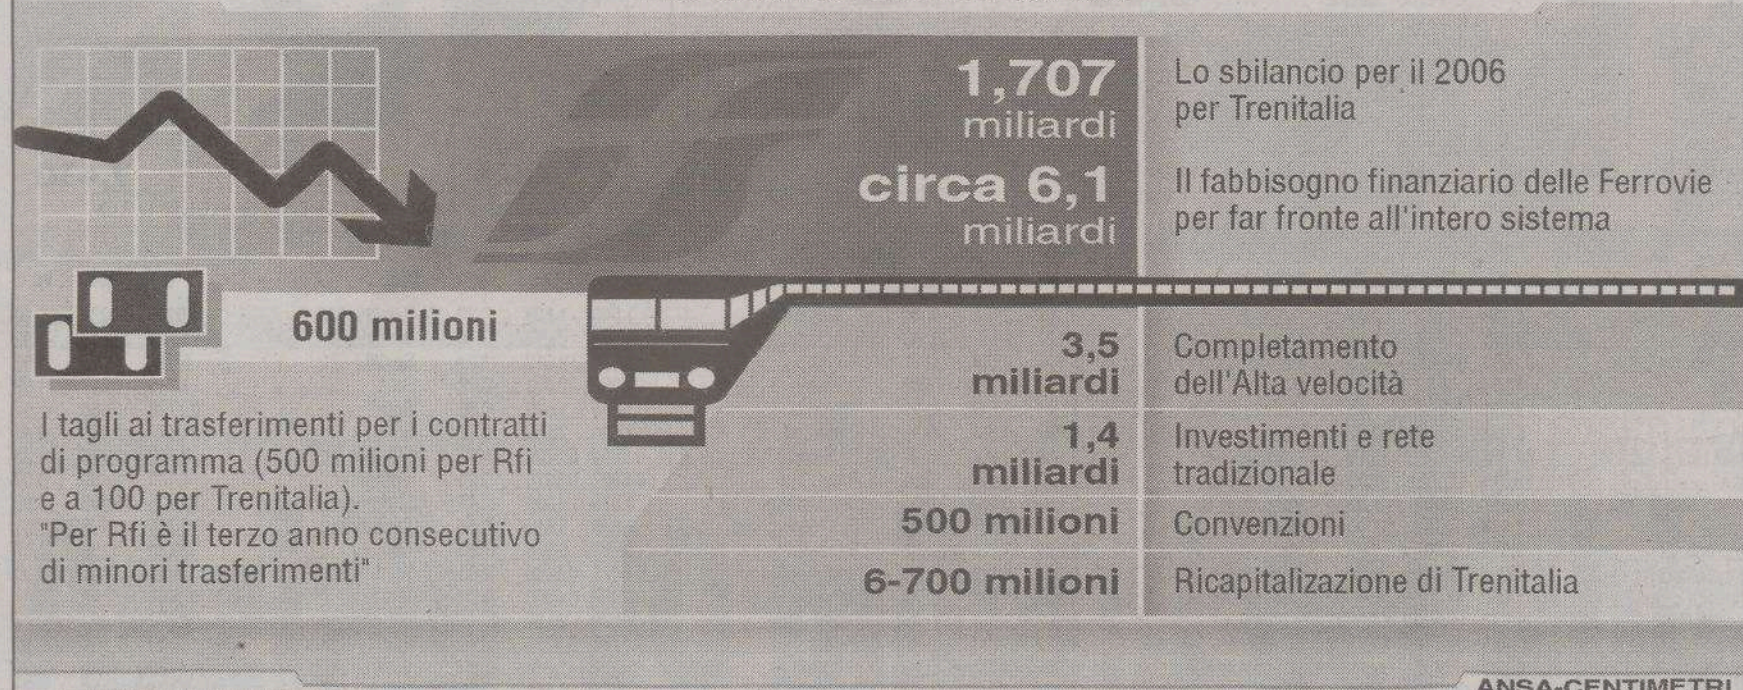 1,707
miliardi
Lo sbilancio per il 2006
per Trenitalia
circa 6,1
miliardi
Il fabbisogno finanziario delle Ferrovie
per far fronte all'intero sistema
600 milioni
I tagli ai trasferimenti per i contratti
di programma (500 milioni per Rfi
e a 100 per Trenitalia).
"Per Rfi è il terzo anno consecutivo
di minori trasferimenti"
3,5
miliardi
Completamento
dell'Alta velocità
1,4
miliardi
Investimenti e rete
tradizionale
500 milioni
Convenzioni
6-700 milioni
Ricapitalizazione di Trenitalia
ANSA-CENTIMETRI